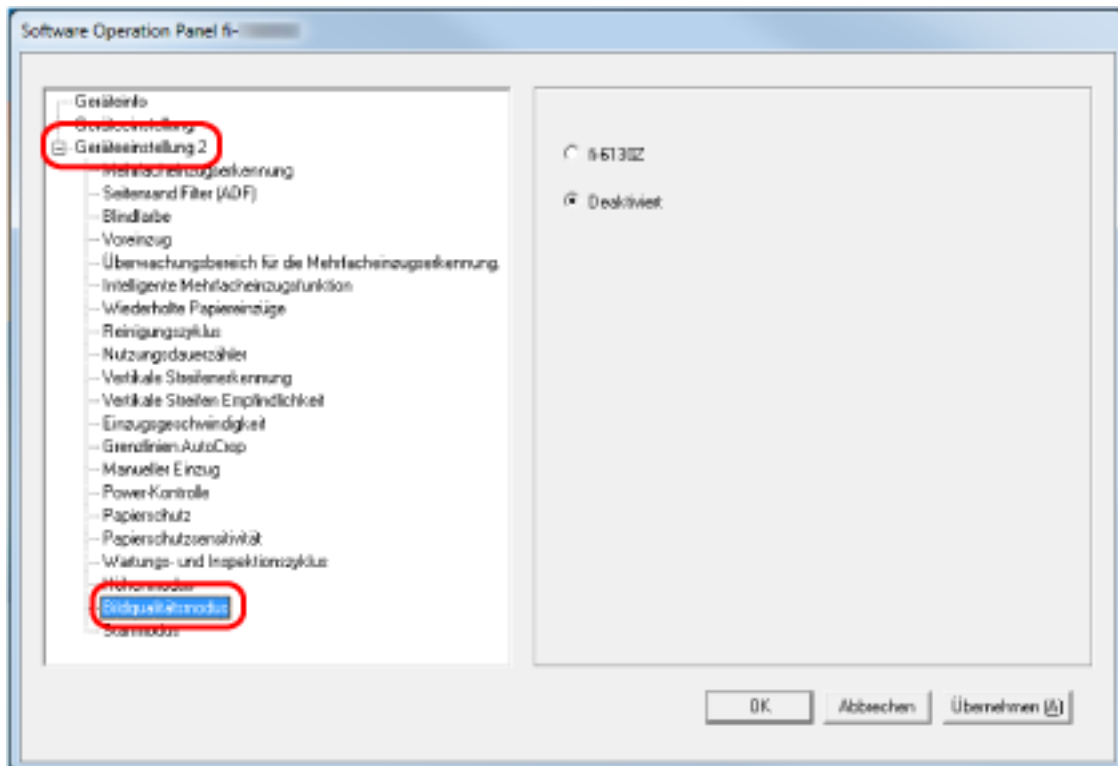 Software Operation Panel fi-
Geräteinfo
Geräteeinstellung
Geräteeinstellung 2
Mehrfacheinzugserkennung
Seitenrand Filter (ADF)
Blindfarbe
Voreinzug
Überwachungsbereich für die Mehrfacheinzugserkennung.
Intelligente Mehrfacheinzugsfunktion
Wiederholte Papiereinzüge
Reinigungszyklus
Nutzungsdauerzähler
Vertikale Streifenerkennung
Vertikale Streifen Empfindlichkeit
Einzugsgeschwindigkeit
Grenzlinien AutoCrop
Manueller Einzug
Power-Kontrolle
Papierschutz
Papierschutzsensitivität
Wartungs- und Inspektionszyklus
Höhenmodus
Bildqualitätsmodus
fi-6130Z
Deaktiviert
OK
Abbrechen
Übernehmen (A)